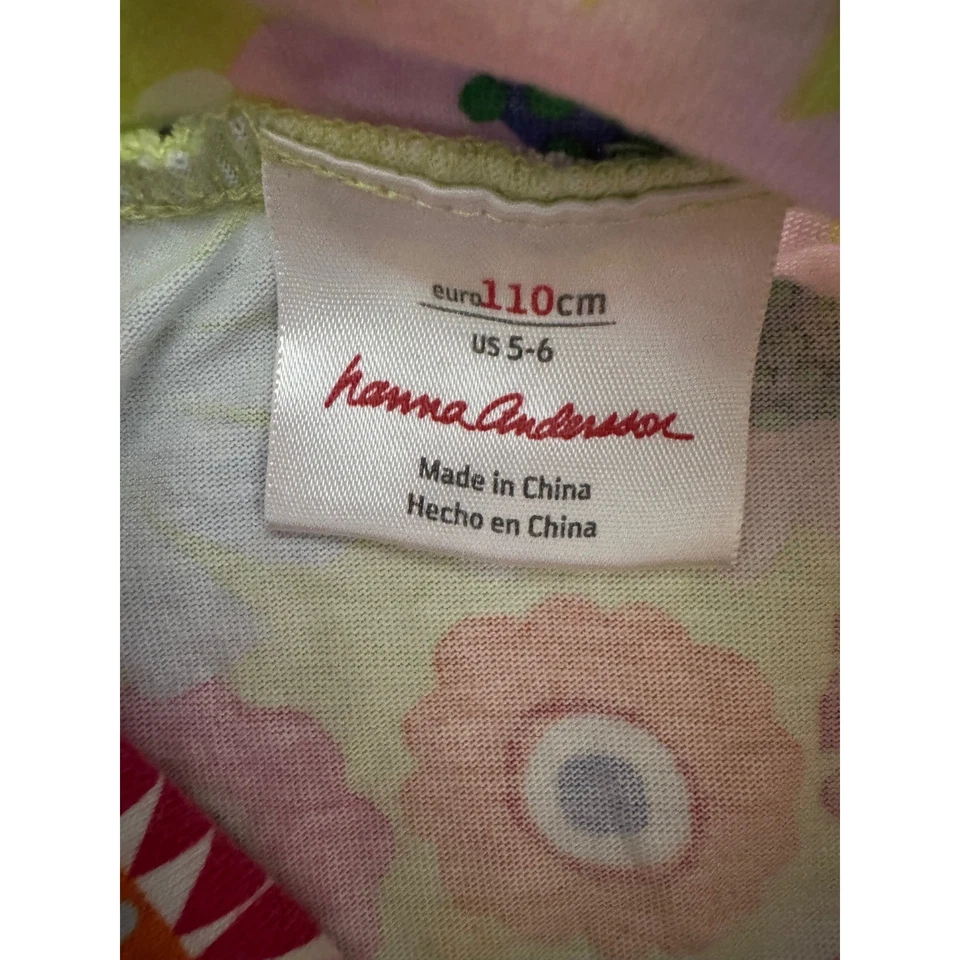 euro110cm
US 5-6
hanna Andersson
Made in China
Hecho en China